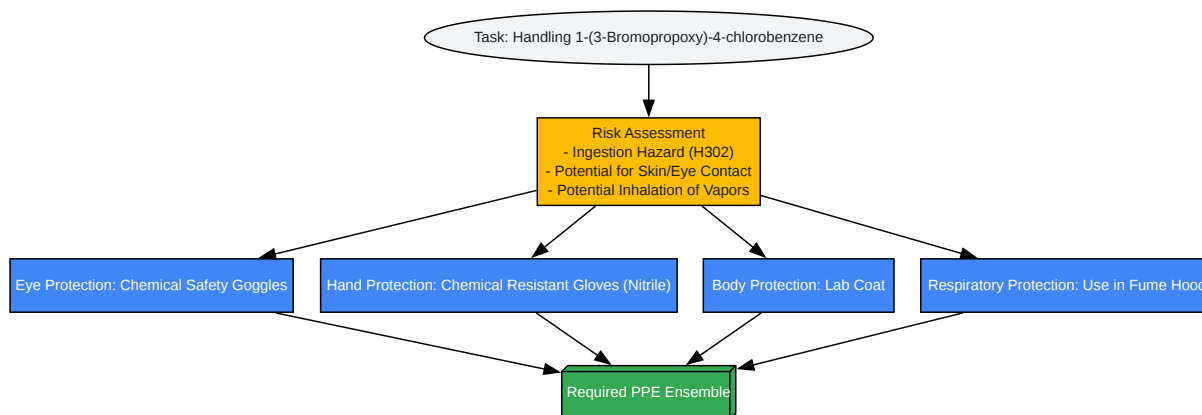 Task: Handling 1-(3-Bromopropoxy)-4-chlorobenzene
Risk Assessment
- Ingestion Hazard (H302)
- Potential for Skin/Eye Contact
- Potential Inhalation of Vapors
Eye Protection: Chemical Safety Goggles
Hand Protection: Chemical Resistant Gloves (Nitrile)
Body Protection: Lab Coat
Respiratory Protection: Use in Fume Hood
Required PPE Ensemble